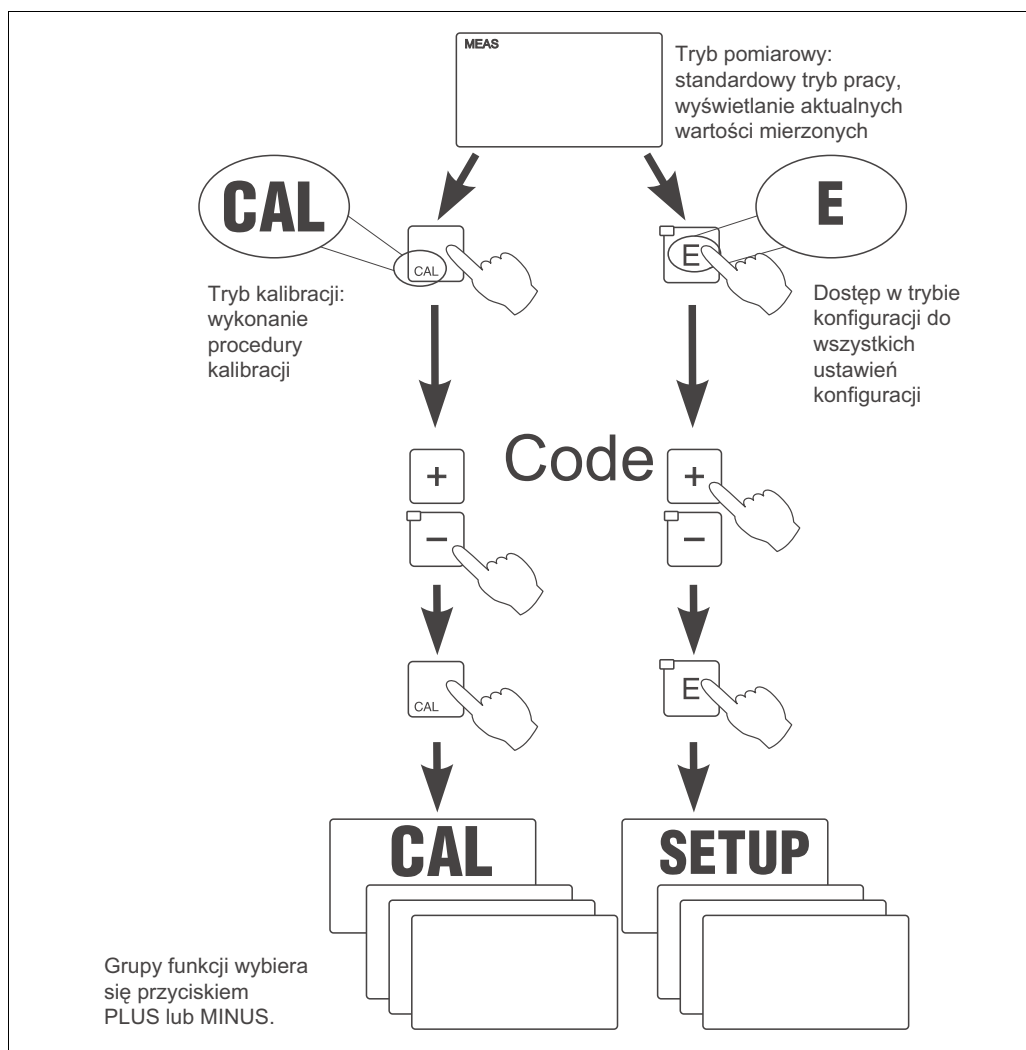 MEAS
Tryb pomiarowy:
standardowy tryb pracy,
wyświetlanie aktualnych
wartości mierzonych
CAL
E
CAL
E
Tryb kalibracji:
wykonanie
procedury
kalibracji
Dostęp w trybie
konfiguracji do
wszystkich
ustawień
konfiguracji
Code
+
+
−
−
CAL
E
CAL
SETUP
Grupy funkcji wybiera
się przyciskiem
PLUS lub MINUS.